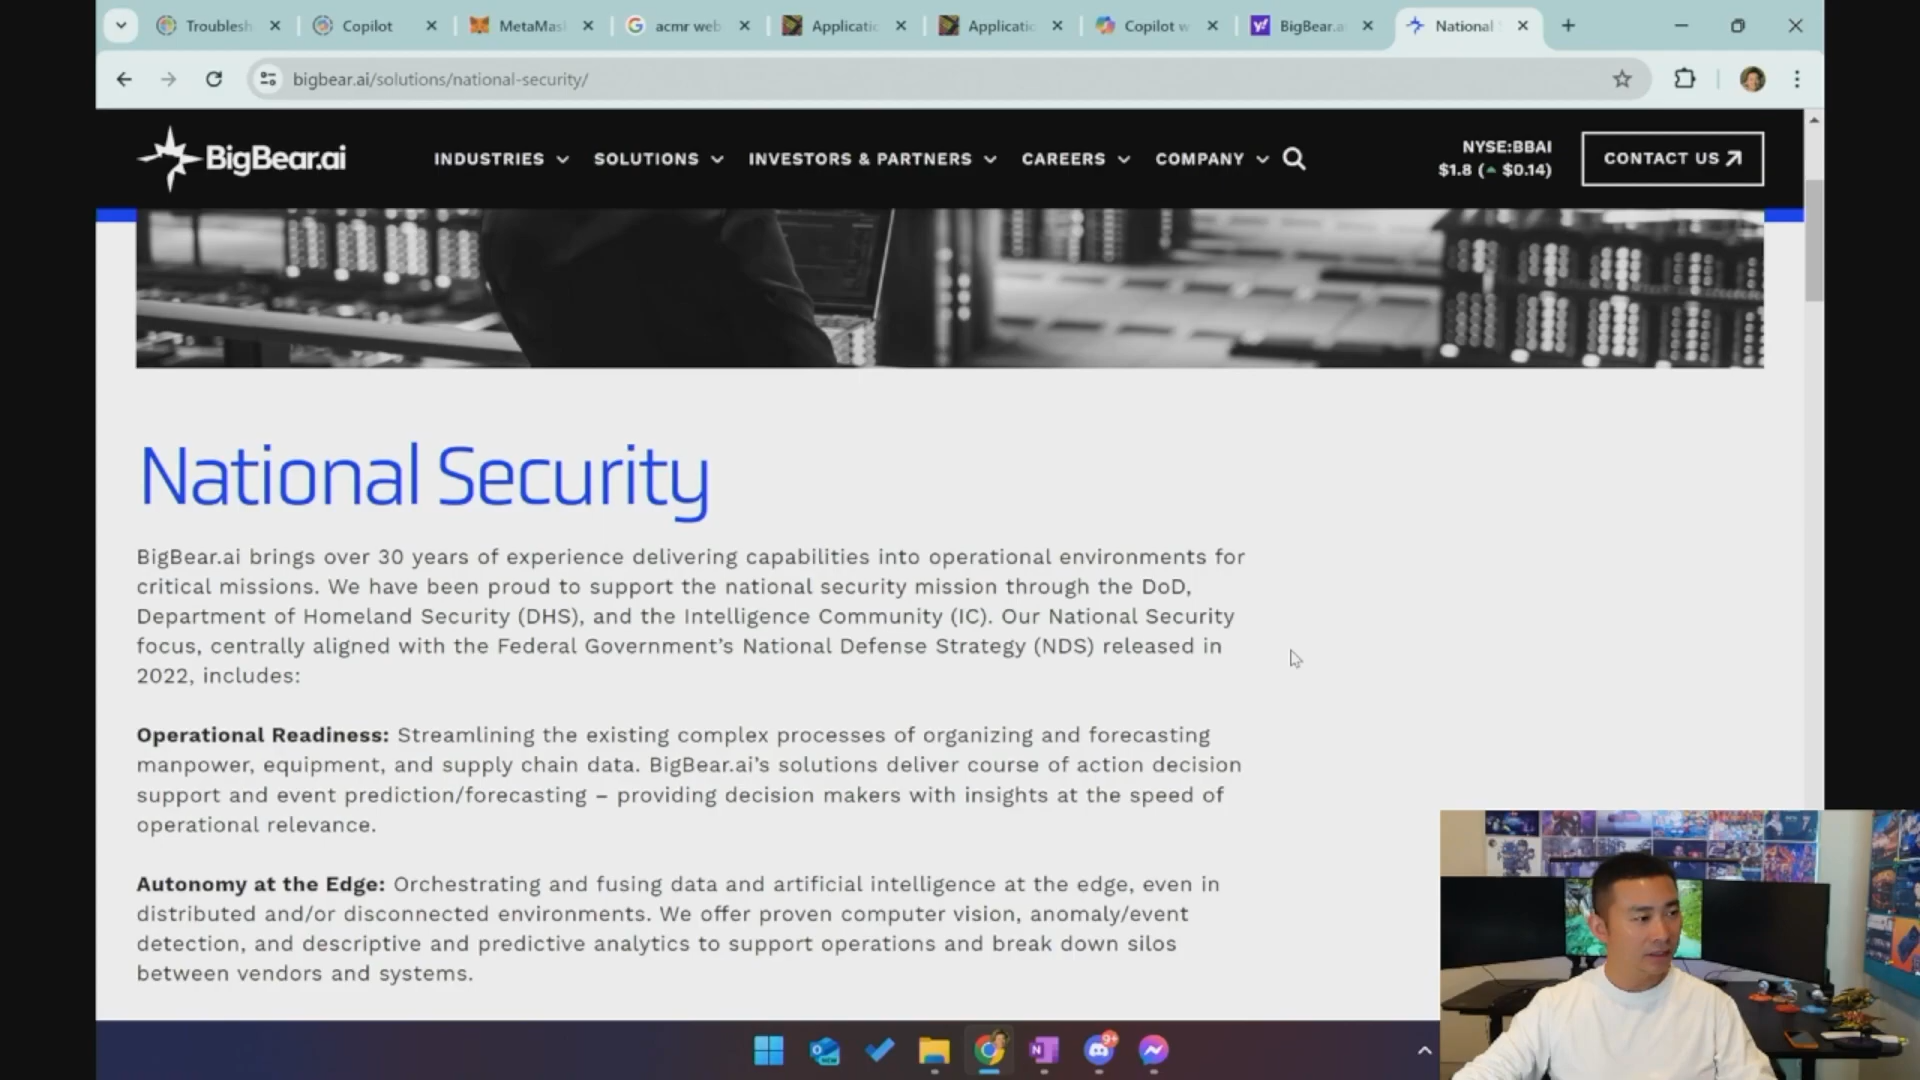 Troublesh
Copilot
MetaMas
acmr web
Applicatio
Applicatio
Copilot w
BigBear.a
National
bigbear.ai/solutions/national-security/
BigBear.ai
INDUSTRIES
SOLUTIONS
INVESTORS & PARTNERS
CAREERS
COMPANY
NYSE:BBAI
$1.8 ( $0.14)
CONTACT US
National Security
BigBear.ai brings over 30 years of experience delivering capabilities into operational environments for
critical missions. We have been proud to support the national security mission through the DoD,
Department of Homeland Security (DHS), and the Intelligence Community (IC). Our National Security
focus, centrally aligned with the Federal Government's National Defense Strategy (NDS) released in
2022, includes:
Operational Readiness: Streamlining the existing complex processes of organizing and forecasting
manpower, equipment, and supply chain data. BigBear.ai's solutions deliver course of action decision
support and event prediction/forecasting – providing decision makers with insights at the speed of
operational relevance.
Autonomy at the Edge: Orchestrating and fusing data and artificial intelligence at the edge, even in
distributed and/or disconnected environments. We offer proven computer vision, anomaly/event
detection, and descriptive and predictive analytics to support operations and break down silos
between vendors and systems.